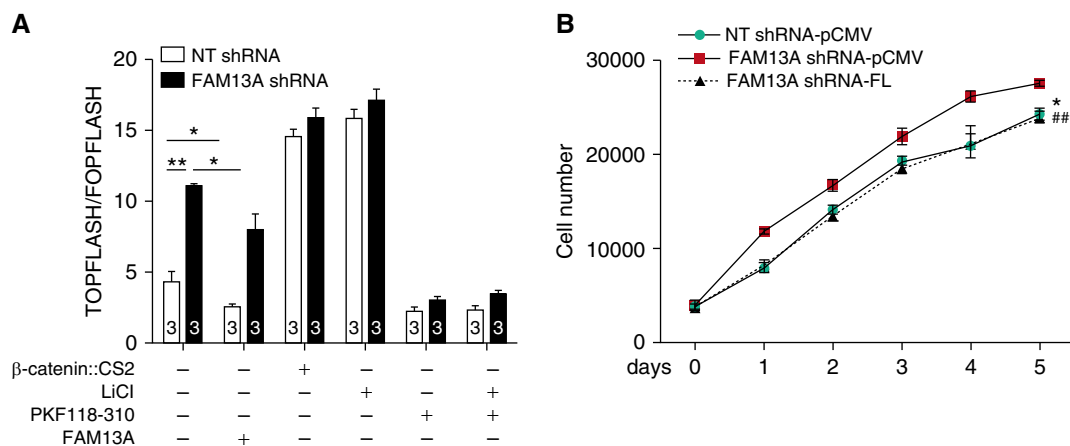 A
TOPFLASH/FOPFLASH
NT shRNA
FAM13A shRNA
20
15
10
5
0
*
** *
3 3 3 3 3 3 3 3 3 3 3 3
β-catenin::CS2 – – + – – –
LiCl – – – + – +
PKF118-310 – – – – + +
FAM13A – + – – – –
B
NT shRNA-pCMV
FAM13A shRNA-pCMV
FAM13A shRNA-FL
Cell number
30000
20000
10000
0
*
##
days 0 1 2 3 4 5